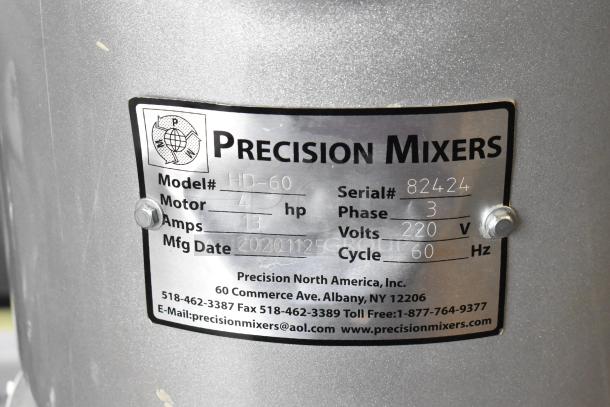 P M M
PRECISION MIXERS
Model# HD-60 Serial# 82424
Motor 4 hp Phase 3
Amps 13 Volts 220 V
Mfg Date 20201125 Cycle 60 Hz
Precision North America, Inc.
60 Commerce Ave. Albany, NY 12206
518-462-3387 Fax 518-462-3389 Toll Free:1-877-764-9377
E-Mail:precisionmixers@aol.com www.precisionmixers.com